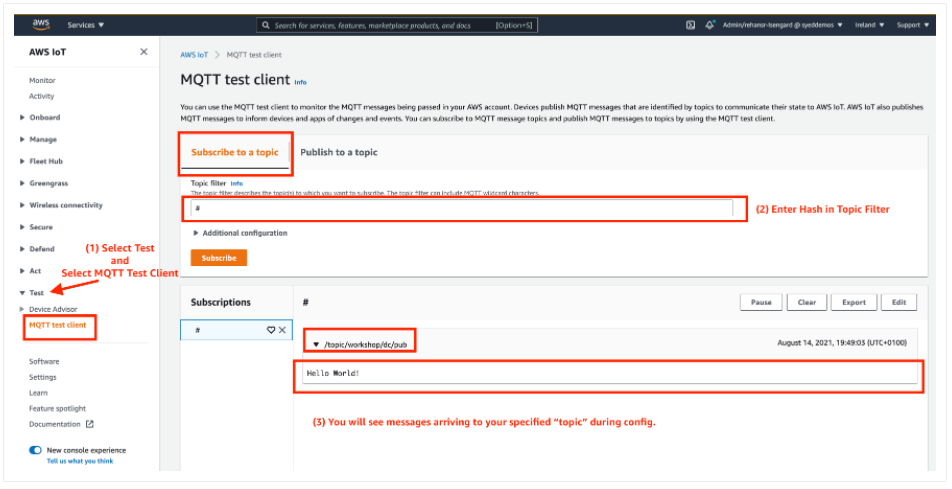 aws Services ▼ Search for services, features, marketplace products, and docs [Option+S] Admin/rehansr-Isengard @ syeddemos ▼ Ireland ▼ Support ▼
AWS IoT ×
Monitor
Activity
Onboard
Manage
Fleet Hub
Greengrass
Wireless connectivity
Secure
Defend
Act
Test
Device Advisor
MQTT test client
Software
Settings
Learn
Feature spotlight
Documentation
New console experience
Tell us what you think
(1) Select Test
and
Select MQTT Test Client
AWS IoT > MQTT test client
MQTT test client Info
You can use the MQTT test client to monitor the MQTT messages being passed in your AWS account. Devices publish MQTT messages that are identified by topics to communicate their state to AWS IoT. AWS IoT also publishes
MQTT messages to inform devices and apps of changes and events. You can subscribe to MQTT message topics and publish MQTT messages to topics by using the MQTT test client.
Subscribe to a topic Publish to a topic
Topic filter Info
The topic filter describes the topic(s) to which you want to subscribe. The topic filter can include MQTT wildcard characters.
#
(2) Enter Hash in Topic Filter
Additional configuration
Subscribe
Subscriptions
# ×
# Pause Clear Export Edit
▼ /topic/workshop/dc/pub August 14, 2021, 19:49:03 (UTC+0100)
Hello World!
(3) You will see messages arriving to your specified “topic” during config.